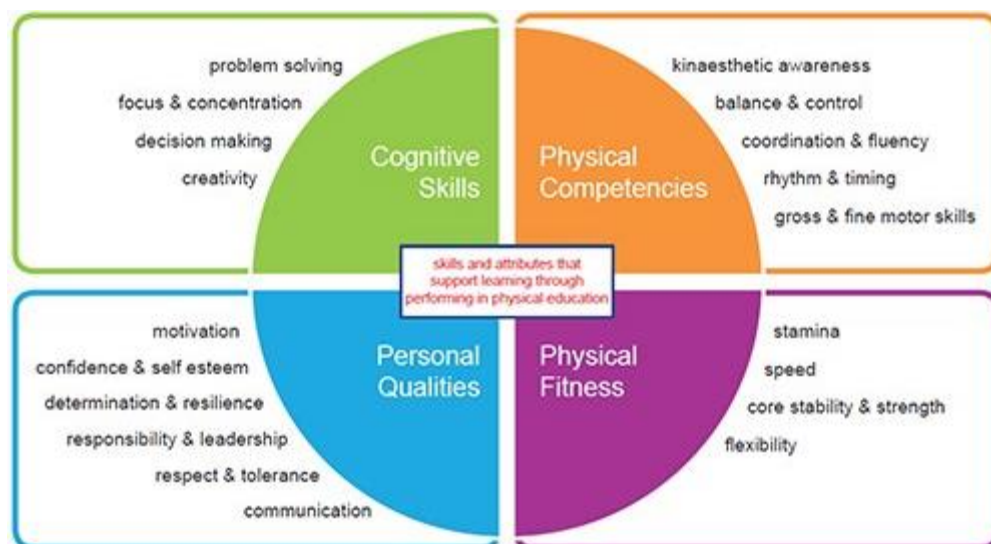 problem solving
focus & concentration
decision making
creativity
Cognitive
Skills
Physical
Competencies
kinaesthetic awareness
balance & control
coordination & fluency
rhythm & timing
gross & fine motor skills
skills and attributes that
support learning through
performing in physical education
motivation
confidence & self esteem
determination & resilience
responsibility & leadership
respect & tolerance
communication
Personal
Qualities
Physical
Fitness
stamina
speed
core stability & strength
flexibility